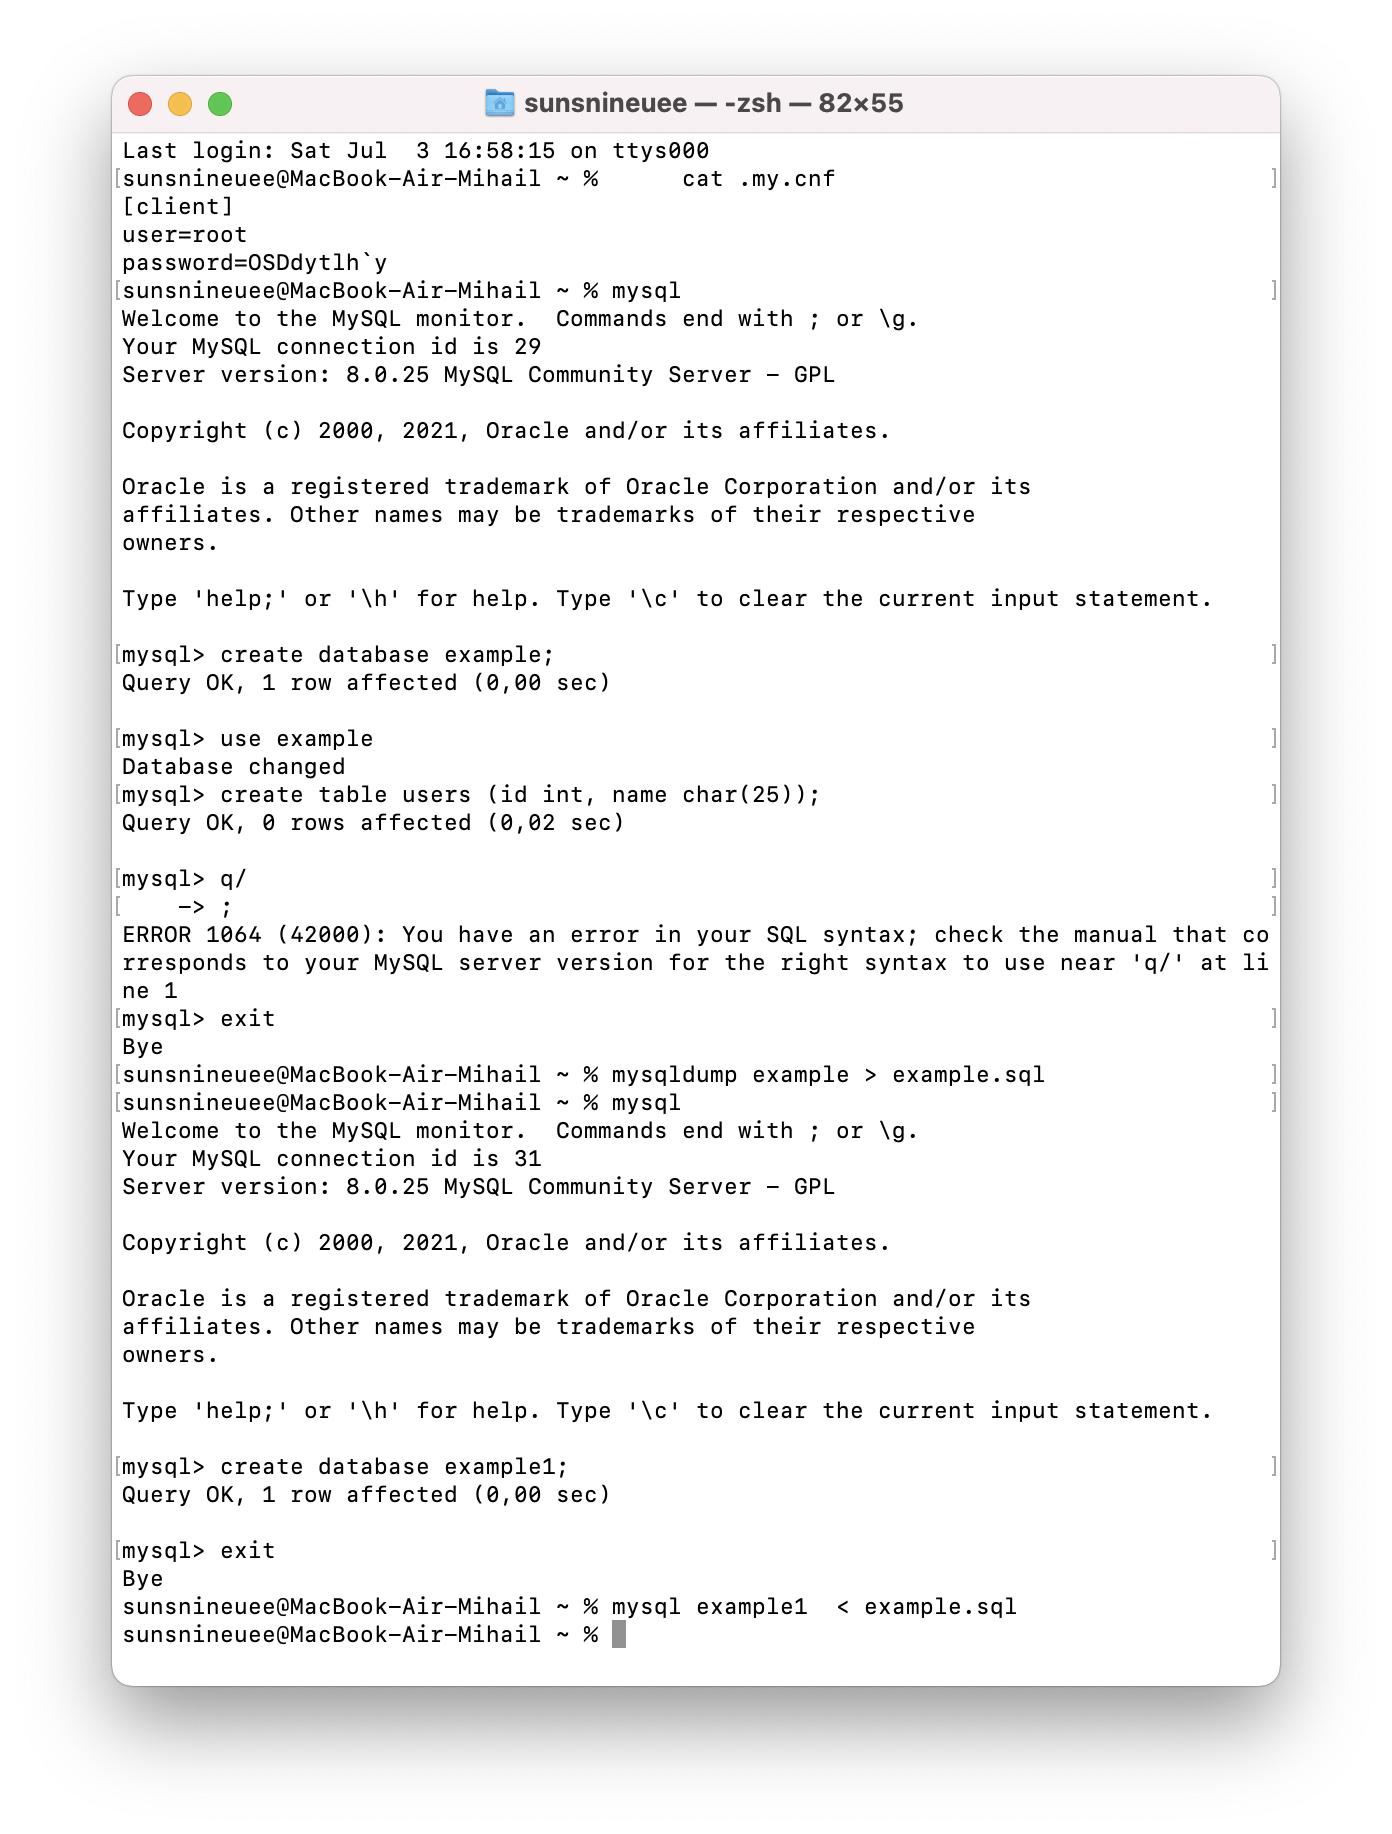 sunsnineuee — -zsh — 82×55
Last login: Sat Jul  3 16:58:15 on ttys000
[sunsnineuee@MacBook-Air-Mihail ~ %      cat .my.cnf ]
[client]
user=root
password=OSDdytlh`y
[sunsnineuee@MacBook-Air-Mihail ~ % mysql ]
Welcome to the MySQL monitor.  Commands end with ; or \g.
Your MySQL connection id is 29
Server version: 8.0.25 MySQL Community Server - GPL
Copyright (c) 2000, 2021, Oracle and/or its affiliates.
Oracle is a registered trademark of Oracle Corporation and/or its
affiliates. Other names may be trademarks of their respective
owners.
Type 'help;' or '\h' for help. Type '\c' to clear the current input statement.
[mysql> create database example; ]
Query OK, 1 row affected (0,00 sec)
[mysql> use example ]
Database changed
[mysql> create table users (id int, name char(25)); ]
Query OK, 0 rows affected (0,02 sec)
[mysql> q/ ]
[    -> ; ]
ERROR 1064 (42000): You have an error in your SQL syntax; check the manual that co
rresponds to your MySQL server version for the right syntax to use near 'q/' at li
ne 1
[mysql> exit ]
Bye
[sunsnineuee@MacBook-Air-Mihail ~ % mysqldump example > example.sql ]
[sunsnineuee@MacBook-Air-Mihail ~ % mysql ]
Welcome to the MySQL monitor.  Commands end with ; or \g.
Your MySQL connection id is 31
Server version: 8.0.25 MySQL Community Server - GPL
Copyright (c) 2000, 2021, Oracle and/or its affiliates.
Oracle is a registered trademark of Oracle Corporation and/or its
affiliates. Other names may be trademarks of their respective
owners.
Type 'help;' or '\h' for help. Type '\c' to clear the current input statement.
[mysql> create database example1; ]
Query OK, 1 row affected (0,00 sec)
[mysql> exit ]
Bye
sunsnineuee@MacBook-Air-Mihail ~ % mysql example1  < example.sql
sunsnineuee@MacBook-Air-Mihail ~ %